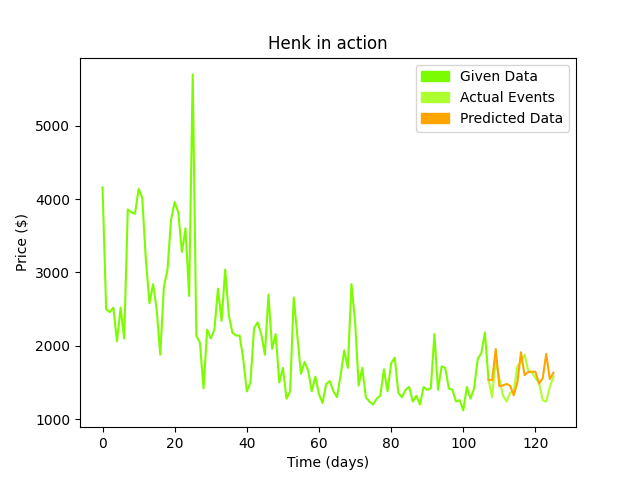 Henk in action
Given Data
Actual Events
Predicted Data
Price ($)
5000
4000
3000
2000
1000
0
20
40
60
80
100
120
Time (days)